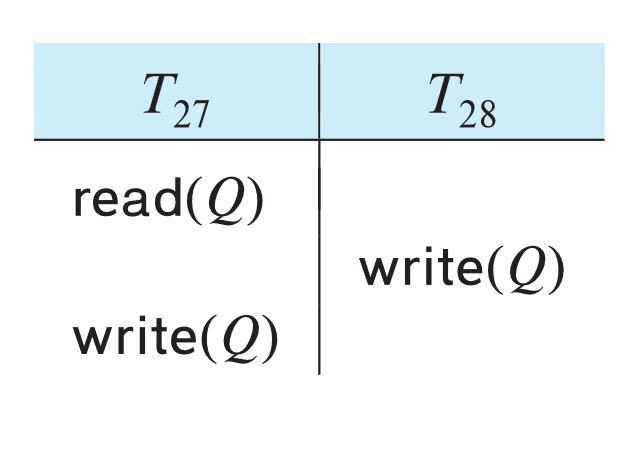 T27 T28
read(Q)
write(Q)
write(Q)